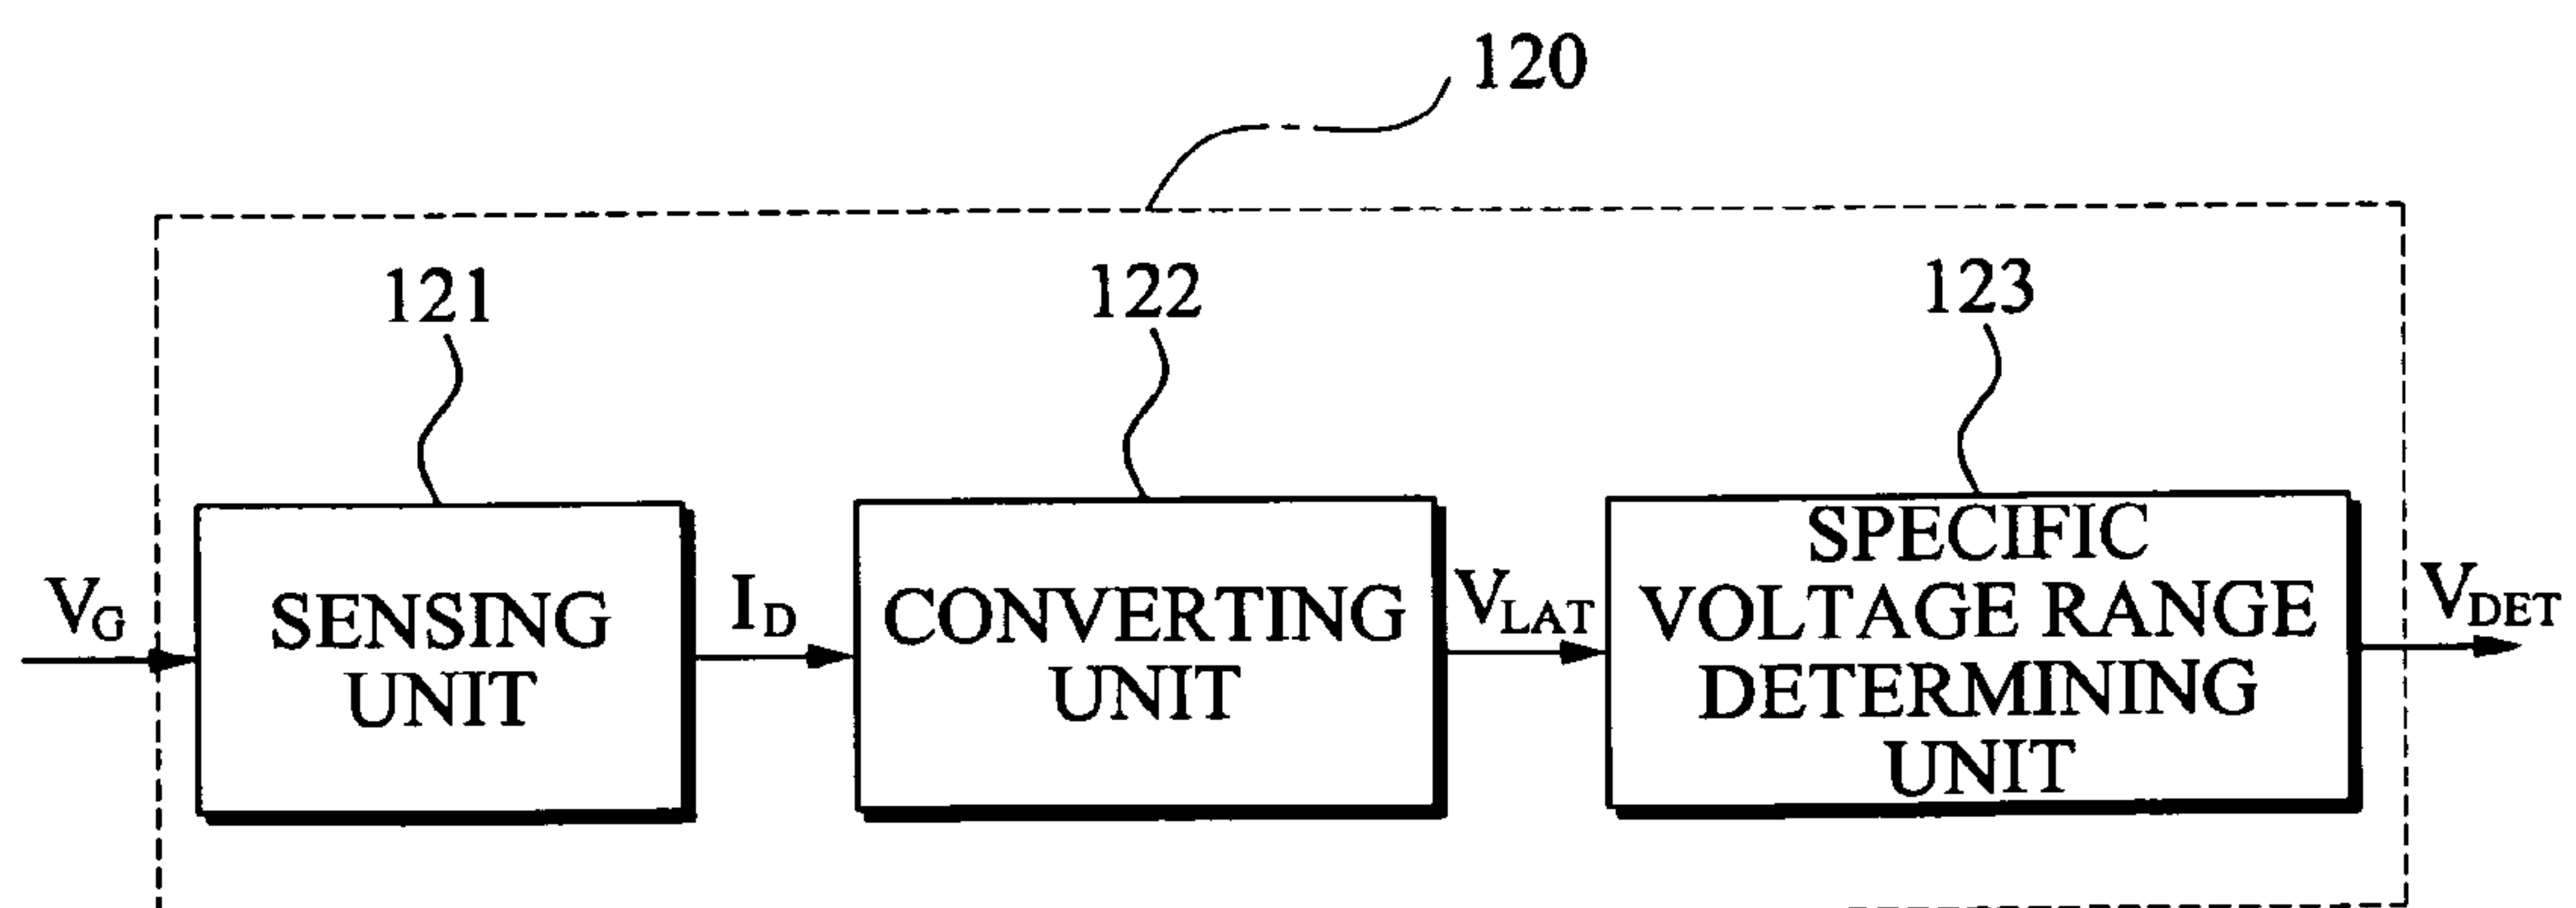 120
121
122
123
SPECIFIC
VOLTAGE RANGE
DETERMINING
UNIT
SENSING
UNIT
CONVERTING
UNIT
VG
ID
VLAT
VDET